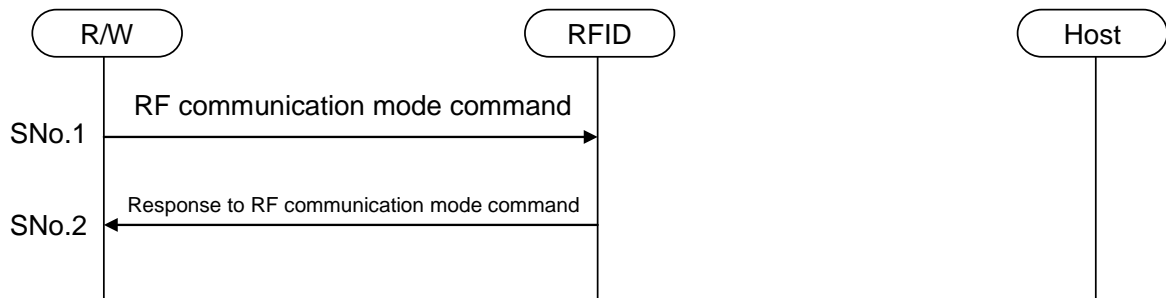 R/W
RFID
Host
RF communication mode command
SNo.1
Response to RF communication mode command
SNo.2